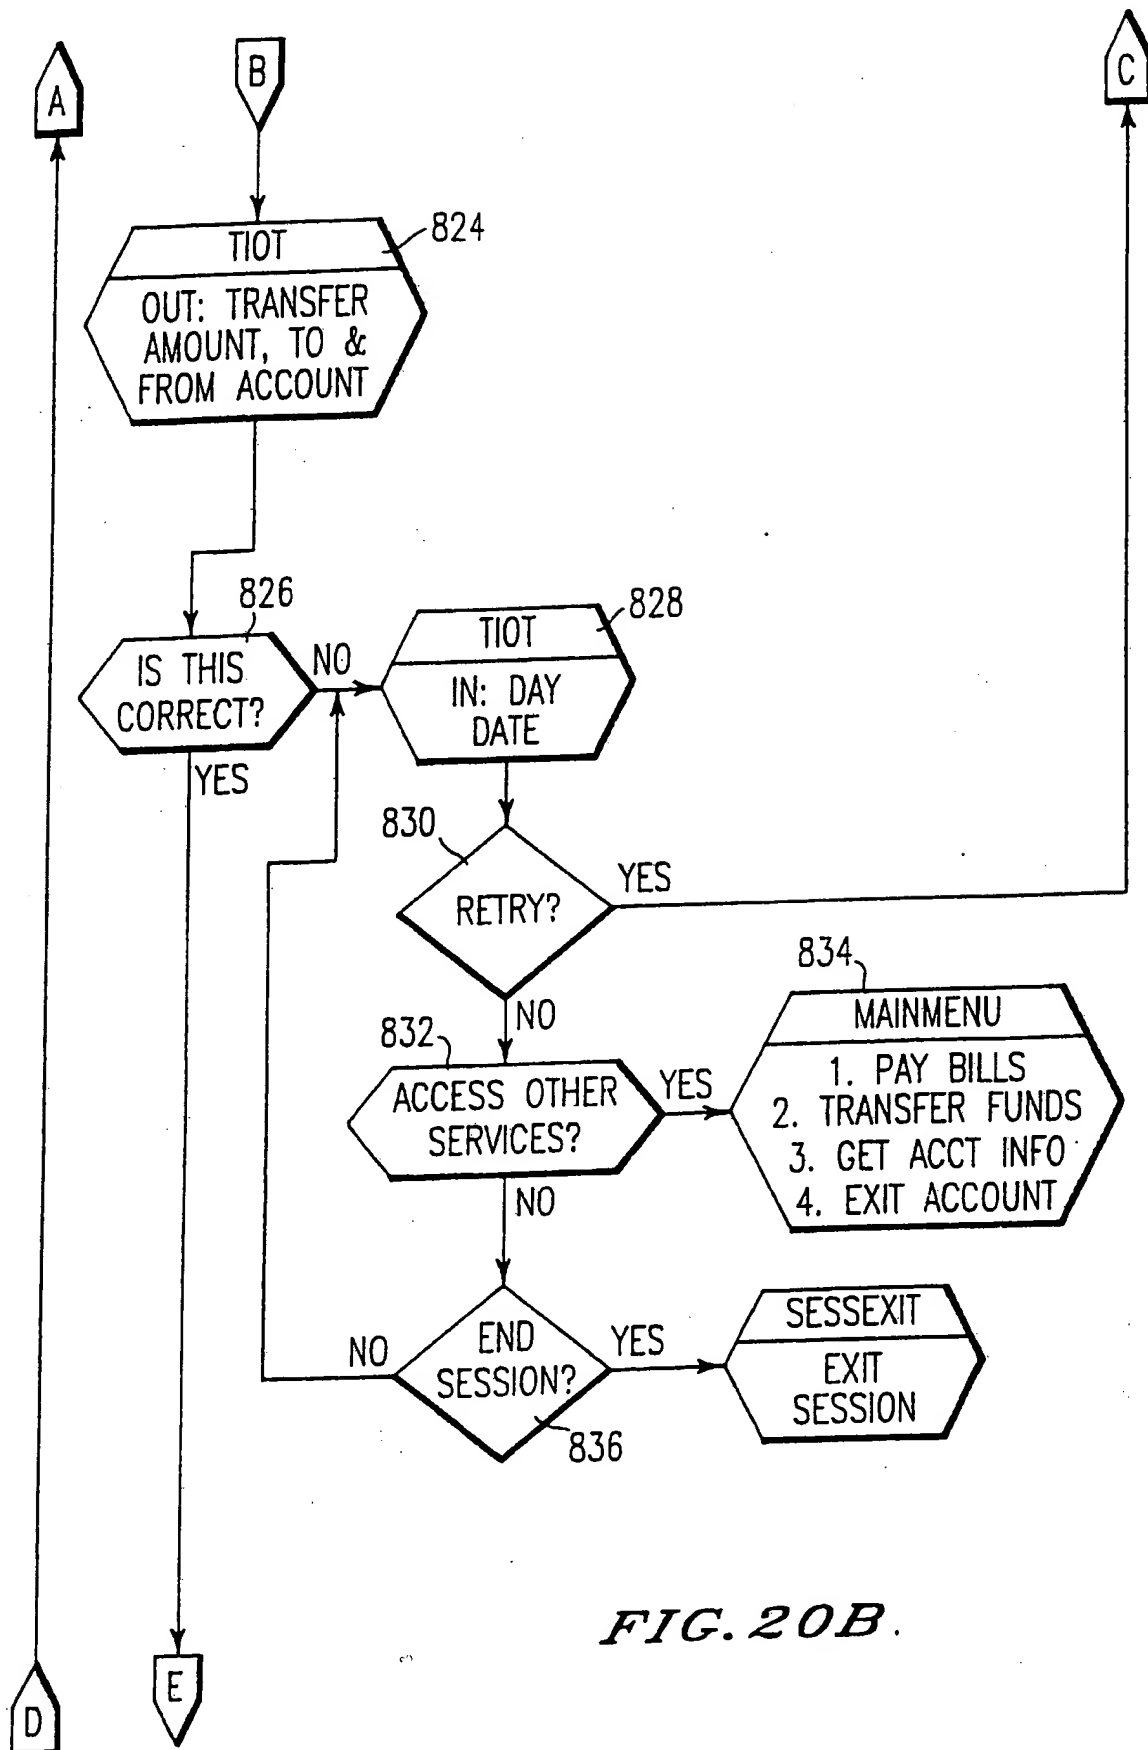 A
B
C
TIOT
824
OUT: TRANSFER
AMOUNT, TO &
FROM ACCOUNT
826
IS THIS
CORRECT?
NO
YES
TIOT
828
IN: DAY
DATE
830
RETRY?
YES
NO
832
ACCESS OTHER
SERVICES?
YES
NO
834
MAINMENU
1. PAY BILLS
2. TRANSFER FUNDS
3. GET ACCT INFO
4. EXIT ACCOUNT
END
SESSION?
NO
YES
836
SESSEXIT
EXIT
SESSION
E
D
FIG. 20B.